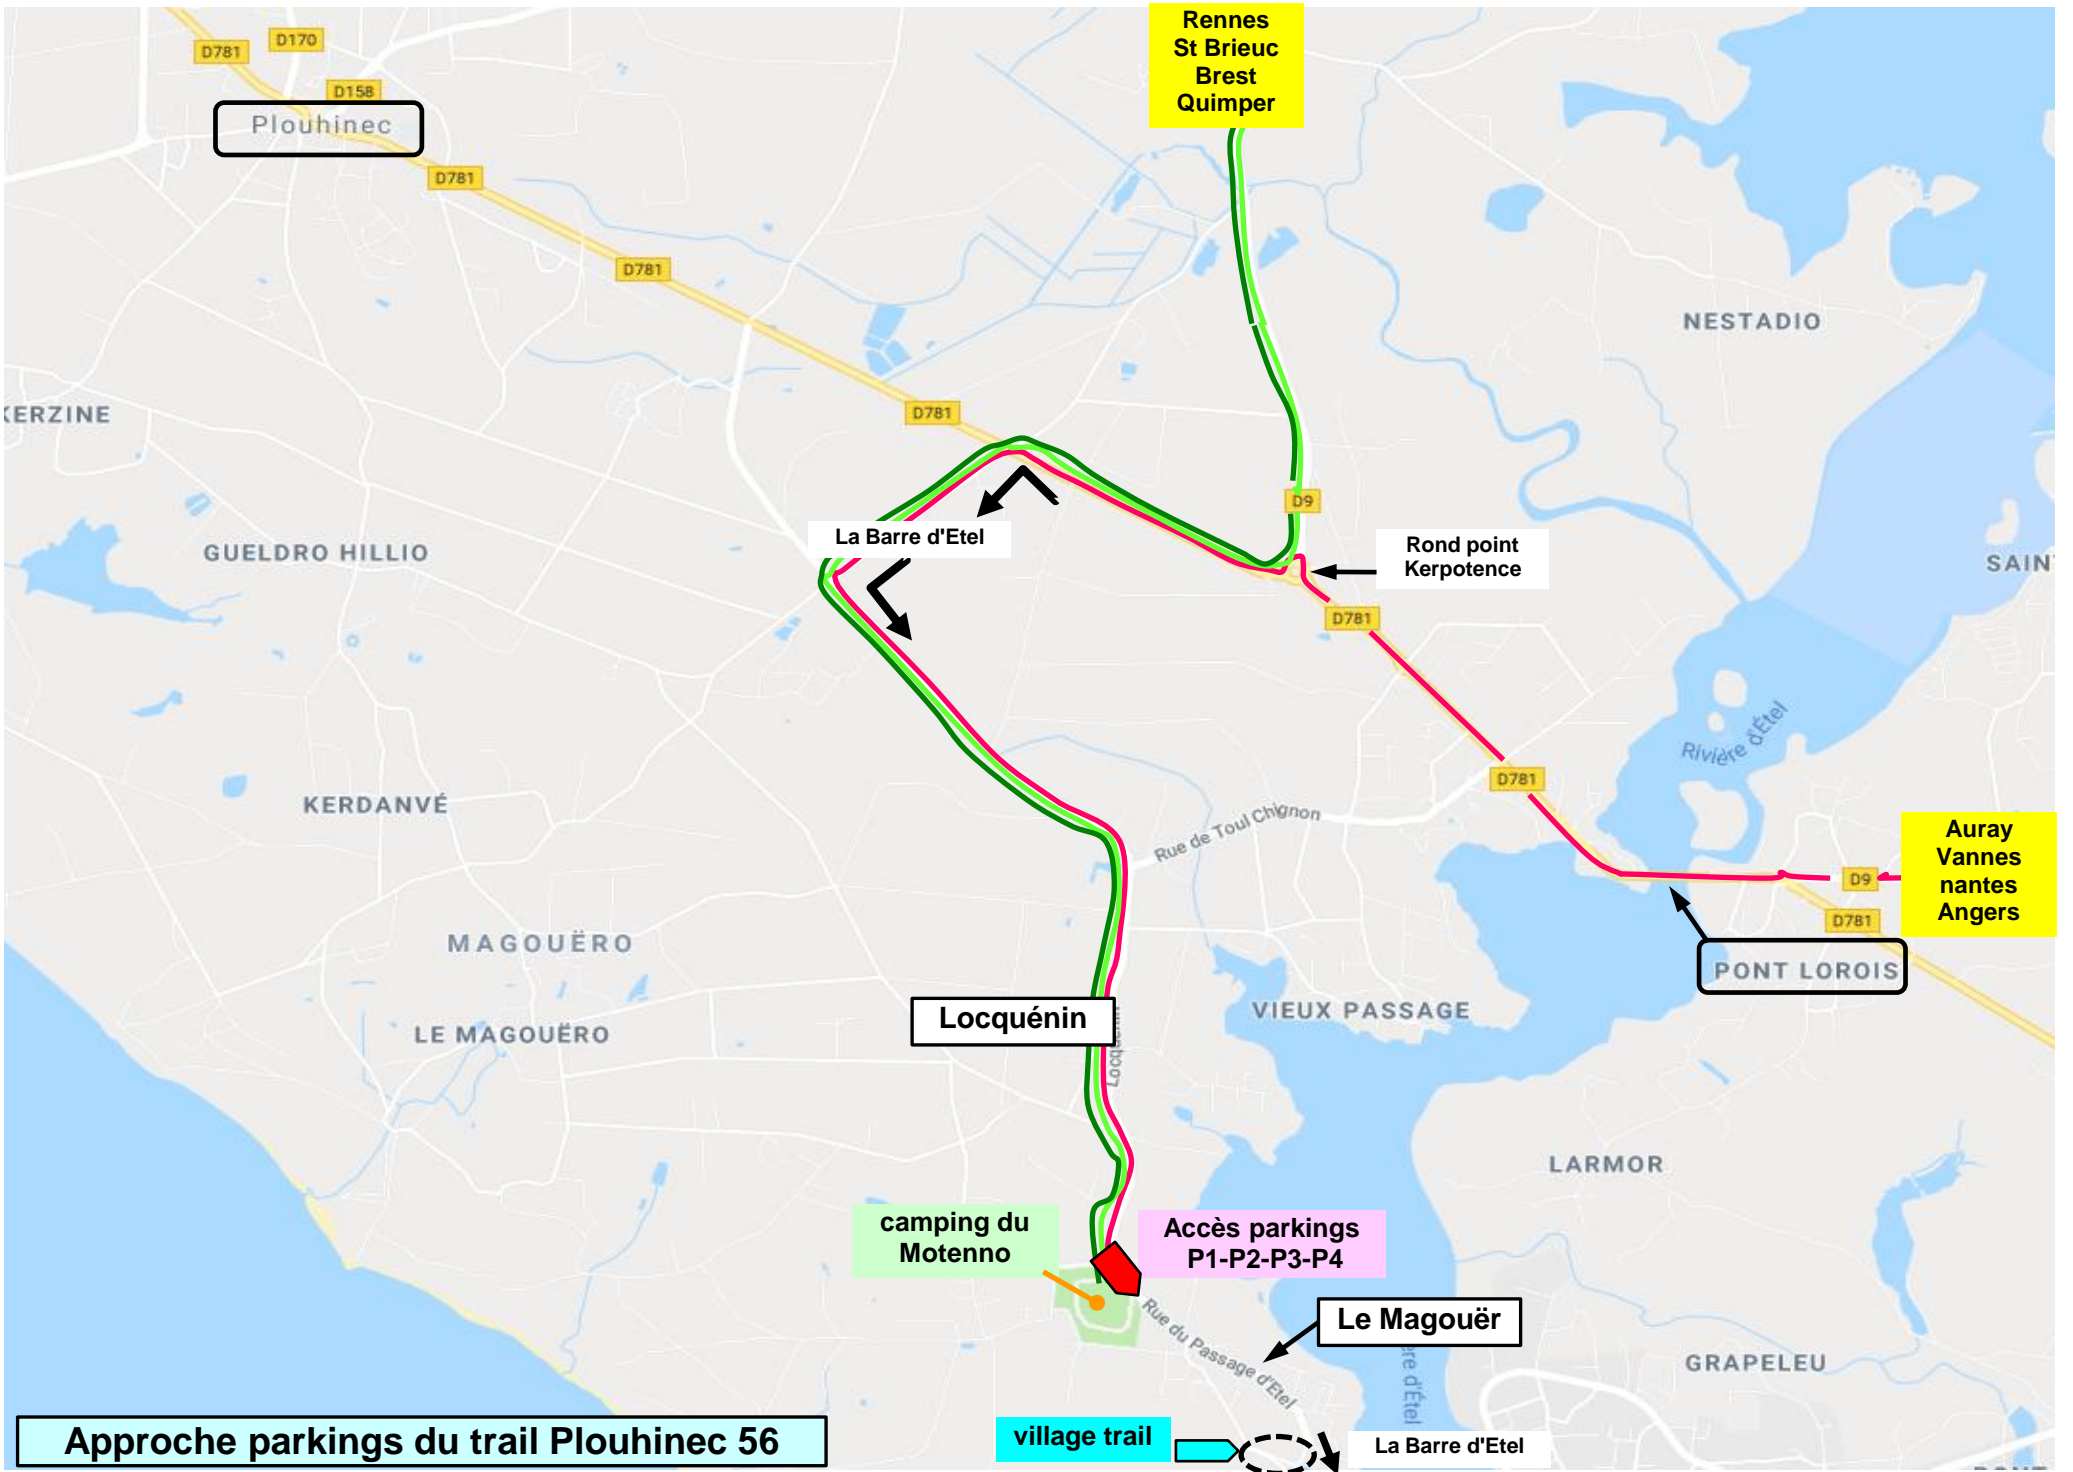 Rennes
St Brieuc
Brest
Quimper
D781
D170
D158
Plouhinec
D781
D781
NESTADIO
D781
KERZINE
D9
La Barre d'Etel
Rond point
Kerpotence
GUELDRO HILLIO
D781
Rivière d'Étel
D781
KERDANVÉ
Rue de Toul Chignon
Auray
Vannes
nantes
Angers
D9
D781
MAGOUËRO
PONT LOROIS
VIEUX PASSAGE
Locquénin
LE MAGOUËRO
LARMOR
camping du
Motenno
Accès parkings
P1-P2-P3-P4
Rue du Passage d'Etel
Le Magouër
GRAPELEU
Approche parkings du trail Plouhinec 56
village trail
La Barre d'Etel